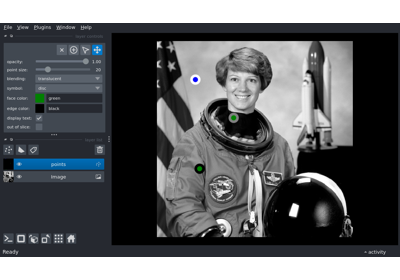 File View Plugins Window Help
opacity: 1.00
point size: 20
blending: translucent
symbol: disc
face color: green
edge color: black
display text:
out of slice:
points
image
Ready
activity